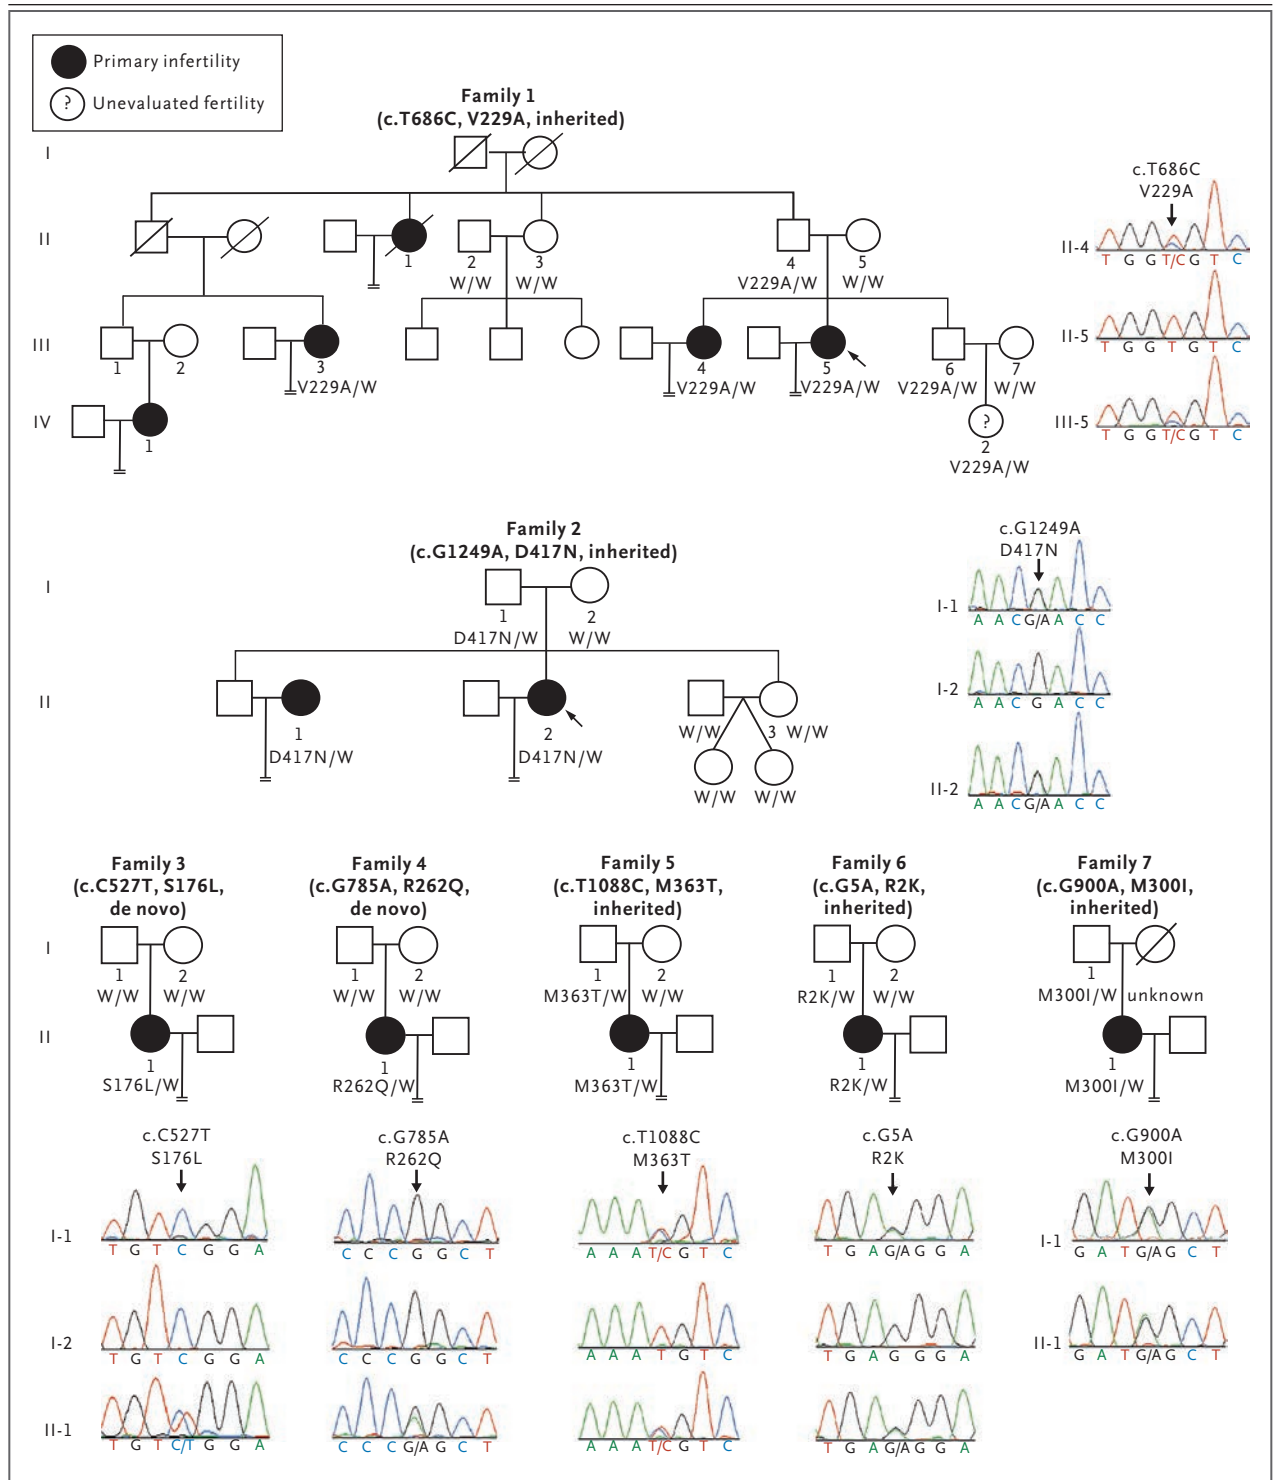 Primary infertility
? Unevaluated fertility
Family 1
(c.T686C, V229A, inherited)
I
II
1
2
3
4
5
W/W
W/W
V229A/W
W/W
III
1
2
3
4
5
6
7
V229A/W
V229A/W
V229A/W
V229A/W
W/W
IV
1
?
2
V229A/W
c.T686C
V229A
II-4
T G G T/C G T C
II-5
T G G T G T C
III-5
T G G T/C G T C
Family 2
(c.G1249A, D417N, inherited)
I
1
2
D417N/W
W/W
II
1
2
3
D417N/W
D417N/W
W/W
W/W
W/W
W/W
c.G1249A
D417N
I-1
A A C G/A A C C
I-2
A A C G A C C
II-2
A A C G/A A C C
Family 3
(c.C527T, S176L,
de novo)
Family 4
(c.G785A, R262Q,
de novo)
Family 5
(c.T1088C, M363T,
inherited)
Family 6
(c.G5A, R2K,
inherited)
Family 7
(c.G900A, M300I,
inherited)
I
1 2
W/W W/W
1 2
W/W W/W
1 2
M363T/W W/W
1 2
R2K/W W/W
1
M300I/W unknown
II
1
S176L/W
1
R262Q/W
1
M363T/W
1
R2K/W
1
M300I/W
c.C527T
S176L
c.G785A
R262Q
c.T1088C
M363T
c.G5A
R2K
c.G900A
M300I
I-1
T G T C G G A
C C C G G C T
A A A T/C G T C
T G A G/A G G A
I-1
G A T G/A G C T
I-2
T G T C G G A
C C C G G C T
A A A T G T C
T G A G G G A
II-1
G A T G/A G C T
II-1
T G T C/T G G A
C C C G/A G C T
A A A T/C G T C
T G A G/A G G A